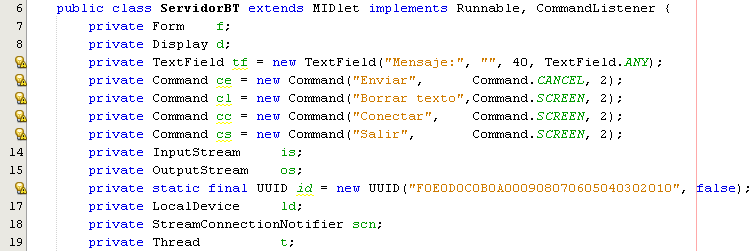 6 public class ServidorBT extends MIDlet implements Runnable, CommandListener {
7 private Form f;
8 private Display d;
private TextField tf = new TextField("Mensaje:", "", 40, TextField.ANY);
private Command ce = new Command("Enviar", Command.CANCEL, 2);
private Command cl = new Command("Borrar texto",Command.SCREEN, 2);
private Command cc = new Command("Conectar", Command.SCREEN, 2);
private Command cs = new Command("Salir", Command.SCREEN, 2);
14 private InputStream is;
15 private OutputStream os;
private static final UUID id = new UUID("F0E0D0C0B0A000908070605040302010", false);
17 private LocalDevice ld;
18 private StreamConnectionNotifier scn;
19 private Thread t;